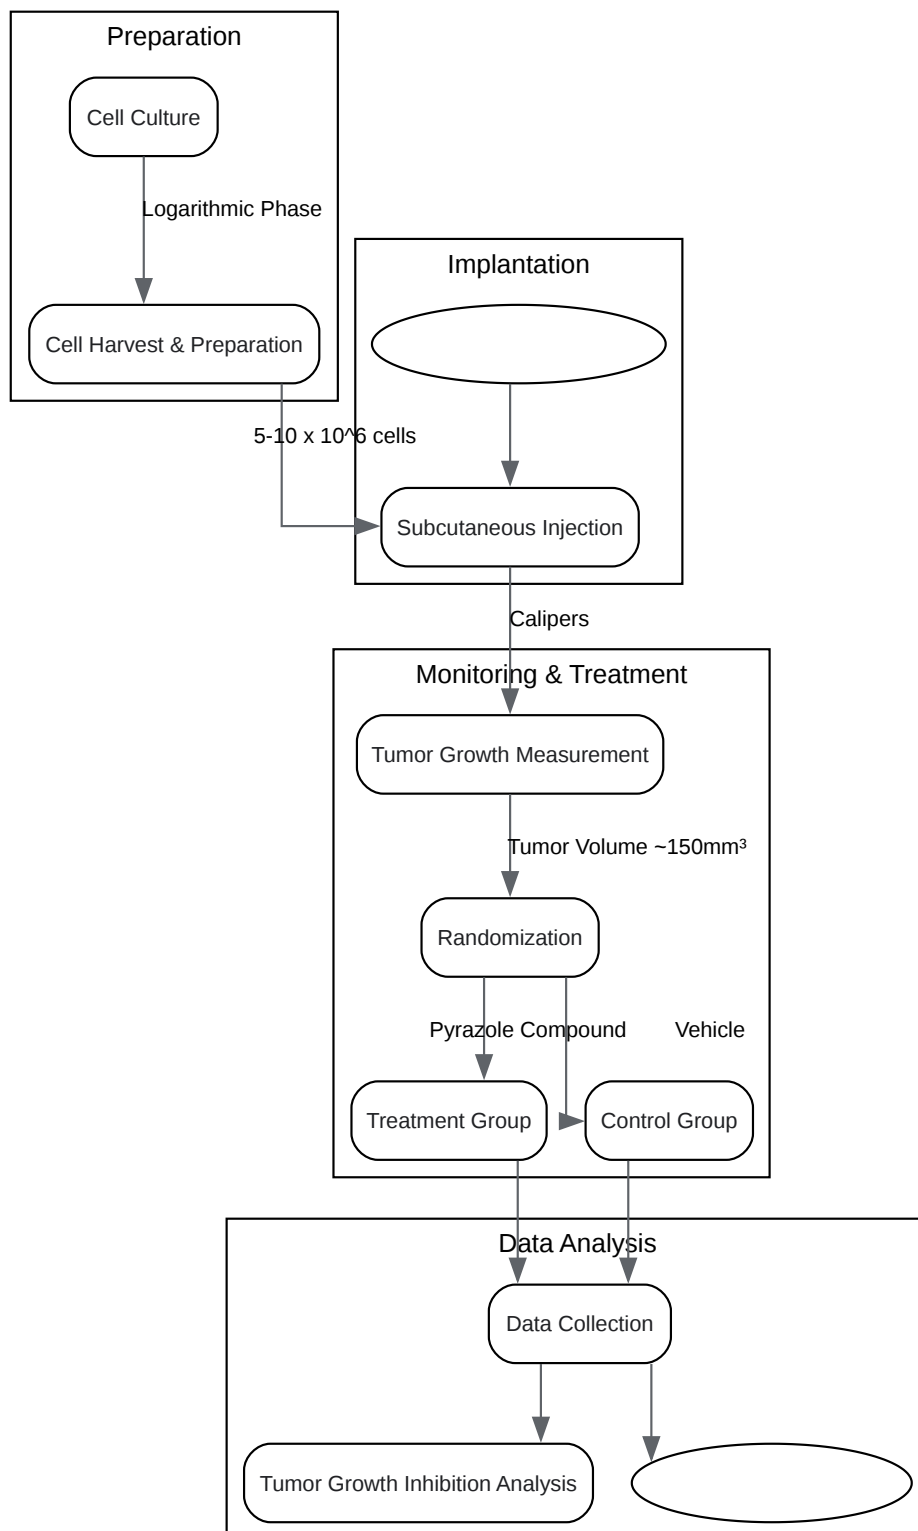 Preparation
Cell Culture
Logarithmic Phase
Cell Harvest & Preparation
5-10 x 10^6 cells
Implantation
Subcutaneous Injection
Calipers
Monitoring & Treatment
Tumor Growth Measurement
Tumor Volume ~150mm³
Randomization
Pyrazole Compound
Vehicle
Treatment Group
Control Group
Data Analysis
Data Collection
Tumor Growth Inhibition Analysis